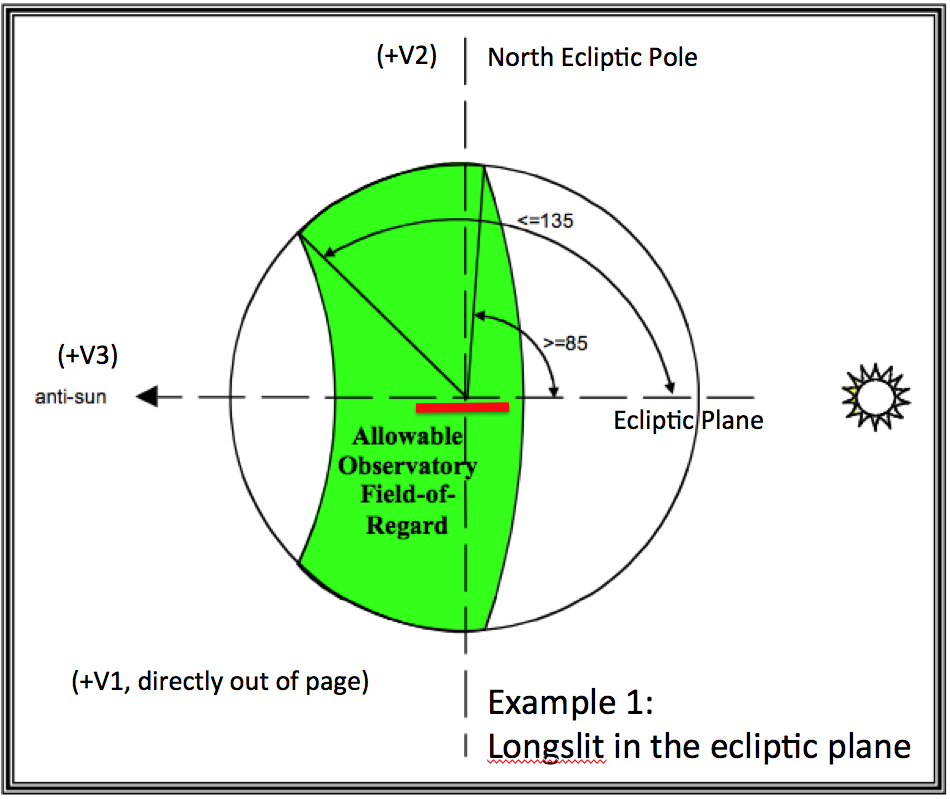 (+V2)
North Ecliptic Pole
<=135
>=85
(+V3)
anti-sun
Ecliptic Plane
Allowable
Observatory
Field-of-
Regard
(+V1, directly out of page)
Example 1:
Longslit in the ecliptic plane